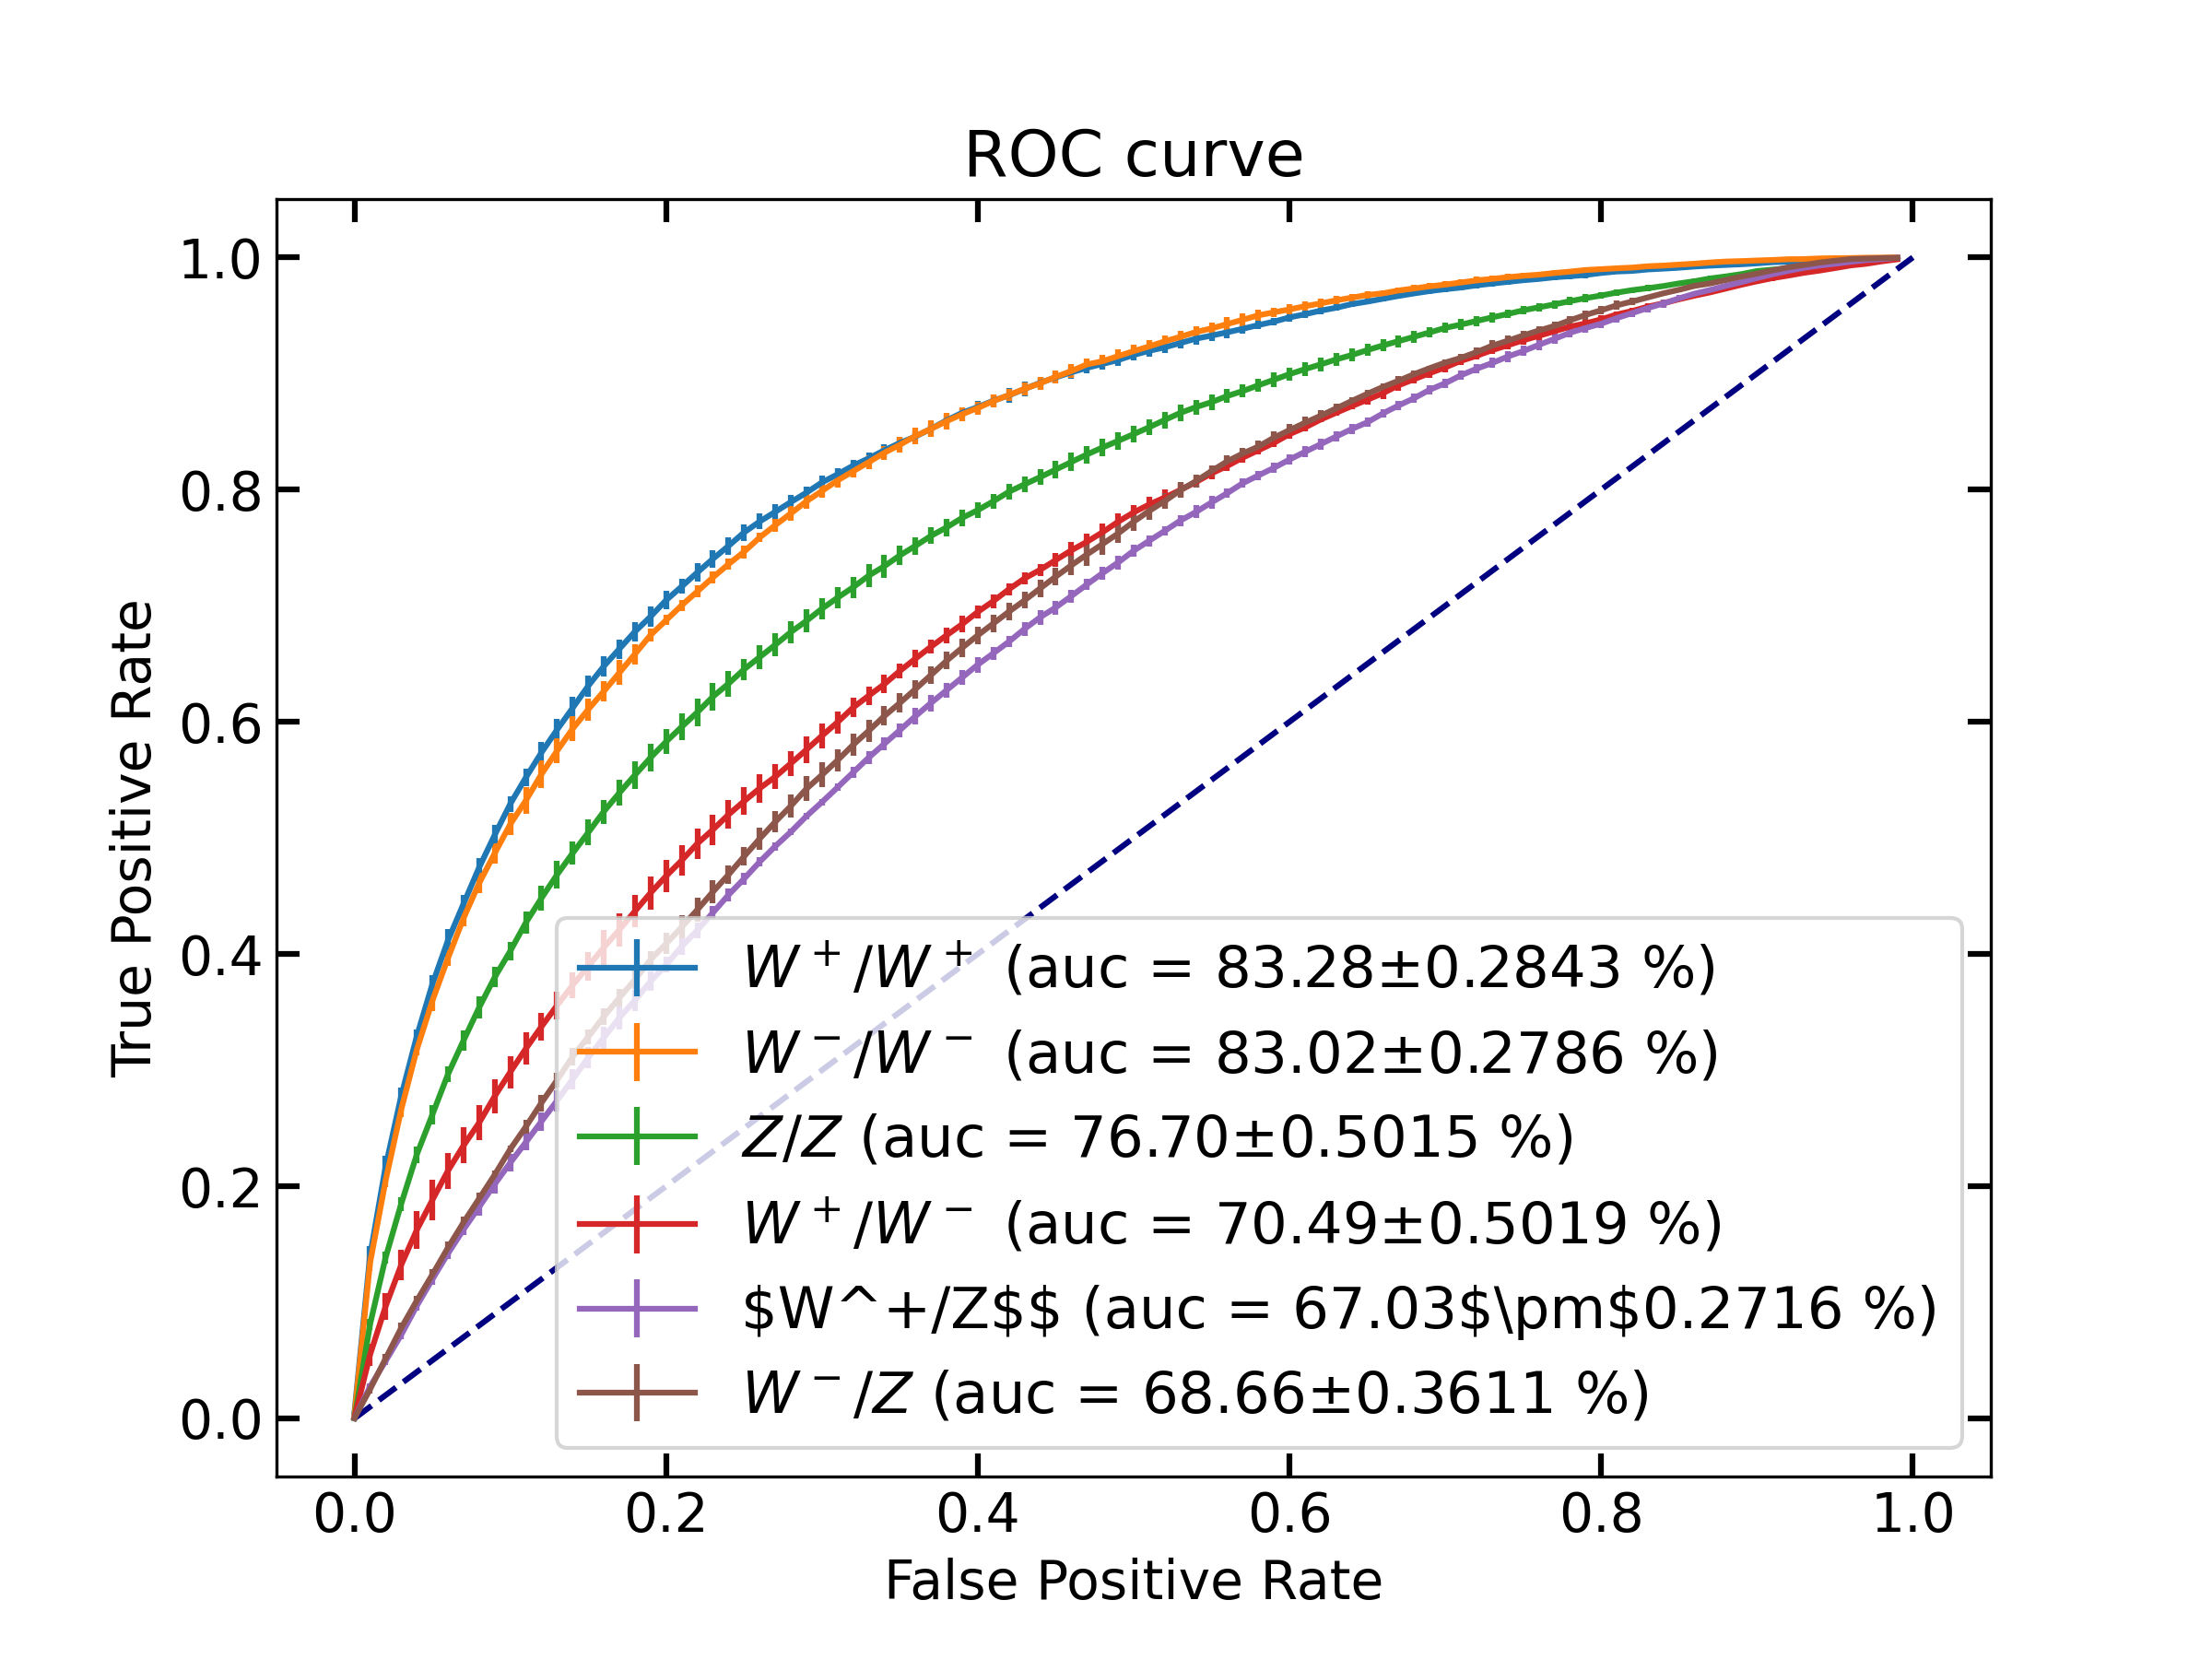 ROC curve
True Positive Rate
1.0
0.8
0.6
0.4
0.2
0.0
W⁺/W⁺ (auc = 83.28±0.2843 %)
W⁻/W⁻ (auc = 83.02±0.2786 %)
Z/Z (auc = 76.70±0.5015 %)
W⁺/W⁻ (auc = 70.49±0.5019 %)
$W^+/Z$$ (auc = 67.03$\pm$0.2716 %)
W⁻/Z (auc = 68.66±0.3611 %)
0.0 0.2 0.4 0.6 0.8 1.0
False Positive Rate